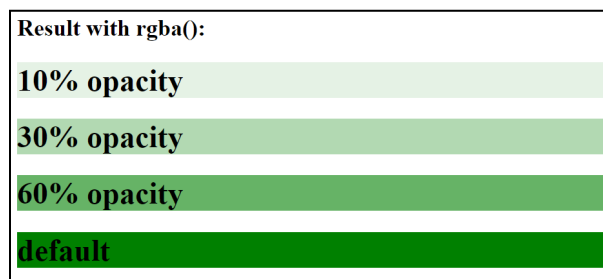 Result with rgba():
10% opacity
30% opacity
60% opacity
default